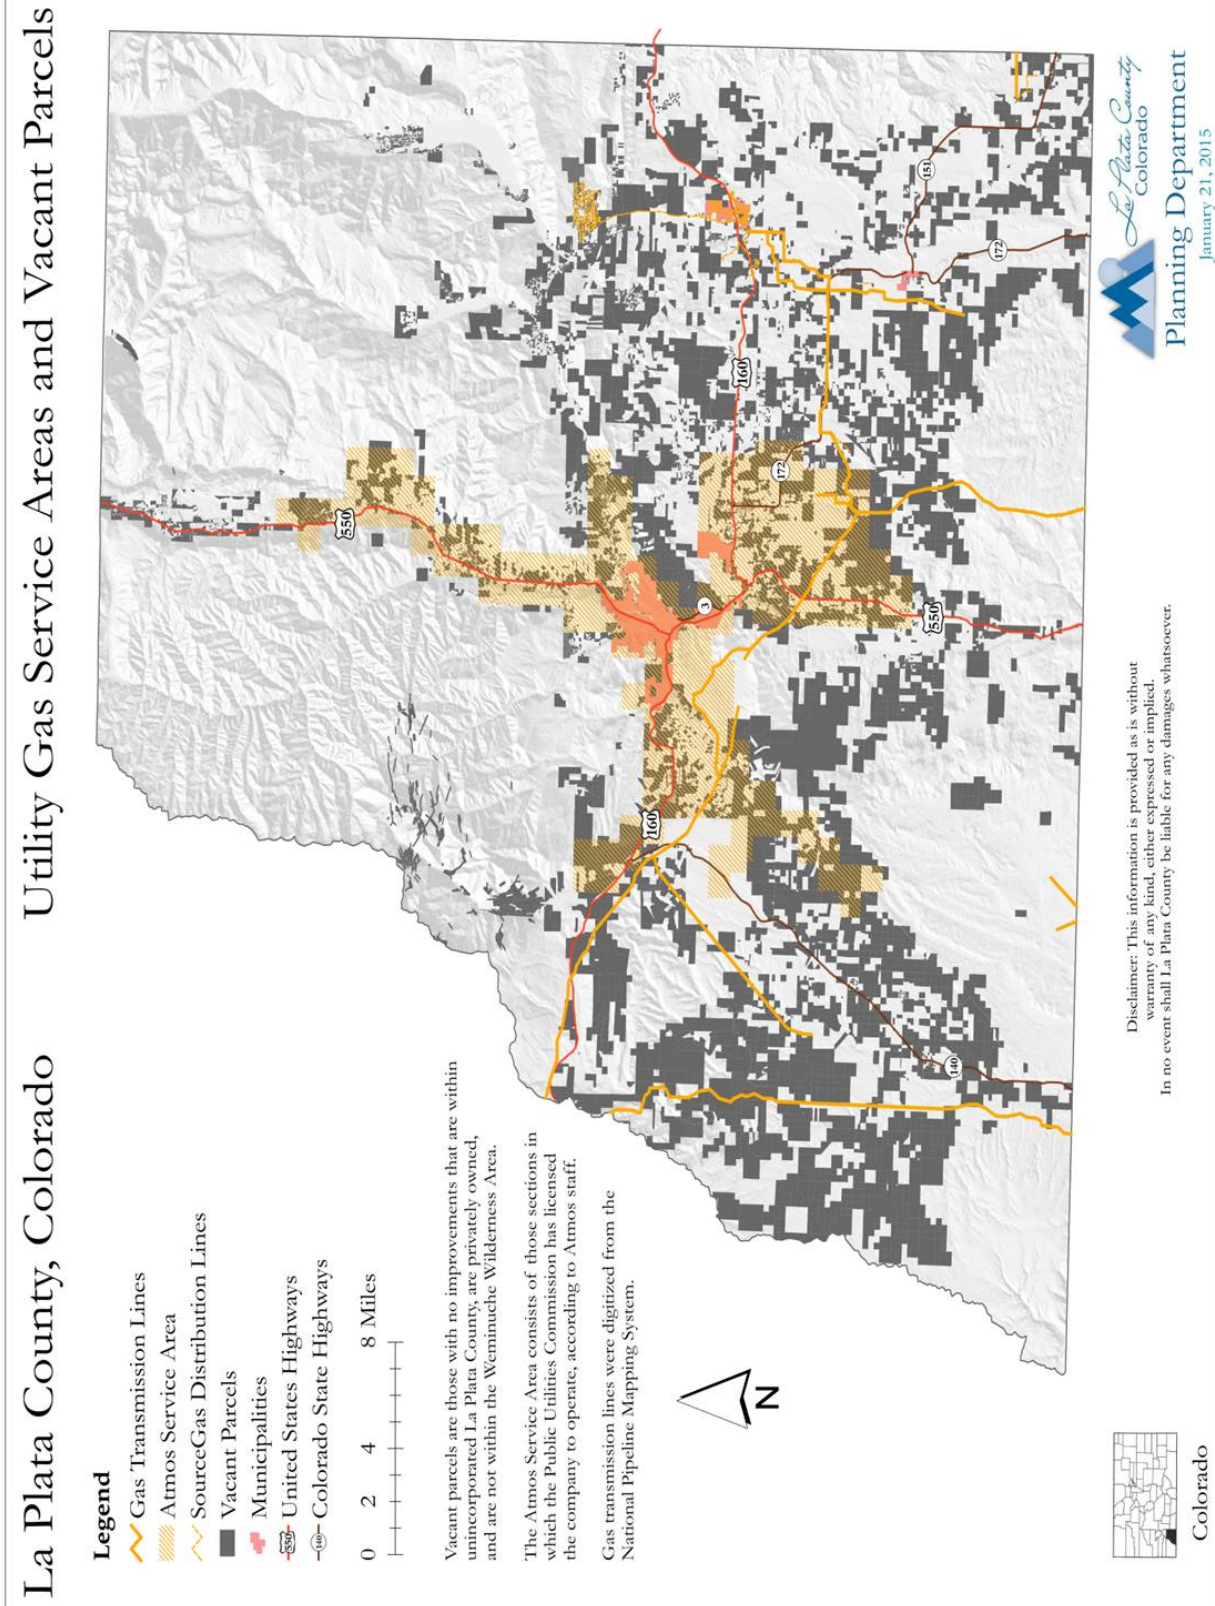 La Plata County, Colorado
Utility Gas Service Areas and Vacant Parcels
Legend
Gas Transmission Lines
Atmos Service Area
SourceGas Distribution Lines
Vacant Parcels
Municipalities
550 United States Highways
140 Colorado State Highways
0 2 4 8 Miles
Vacant parcels are those with no improvements that are within
unincorporated La Plata County, are privately owned,
and are not within the Weminuche Wilderness Area.
The Atmos Service Area consists of those sections in
which the Public Utilities Commission has licensed
the company to operate, according to Atmos staff.
Gas transmission lines were digitized from the
National Pipeline Mapping System.
N
550
160
3
160
172
550
140
151
172
Colorado
Disclaimer: This information is provided as is without
warranty of any kind, either expressed or implied.
In no event shall La Plata County be liable for any damages whatsoever.
La Plata County
Colorado
Planning Department
January 21, 2015